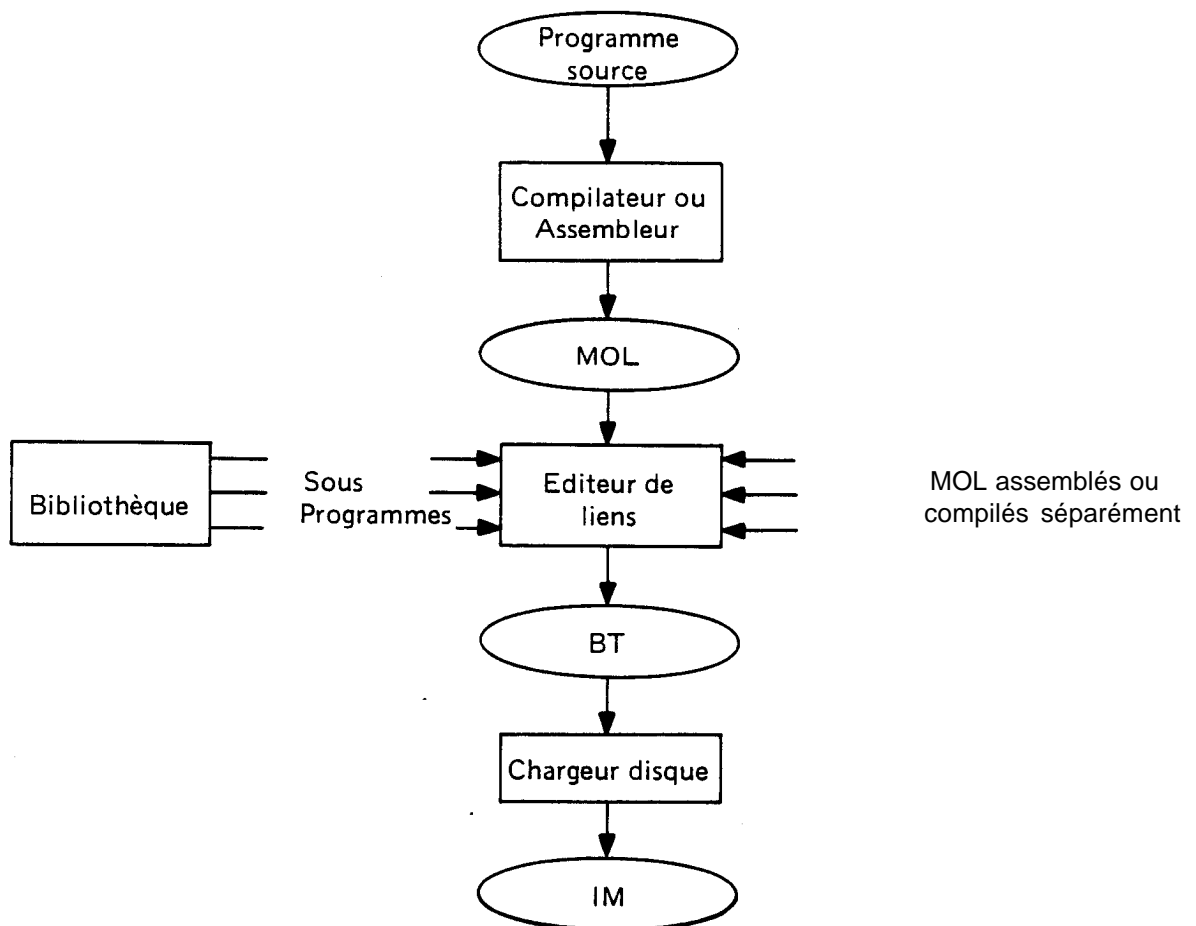 Programme
source
Compilateur ou
Assembleur
MOL
Bibliothèque
Sous
Programmes
Editeur de
liens
MOL assemblés ou
compilés séparément
BT
Chargeur disque
IM